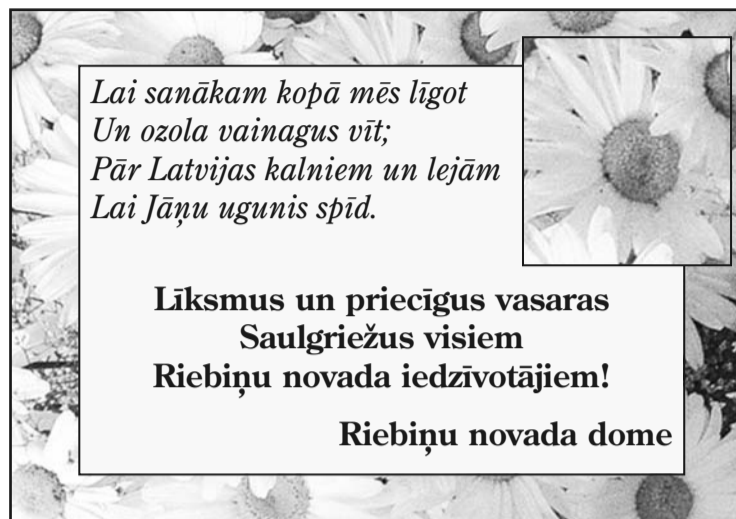 Lai sanākam kopā mēs līgot
Un ozola vainagus vīt;
Pār Latvijas kalniem un lejām
Lai Jāņu ugunis spīd.
Līksmus un priecīgus vasaras
Saulgriežus visiem
Riebiņu novada iedzīvotājiem!
Riebiņu novada dome